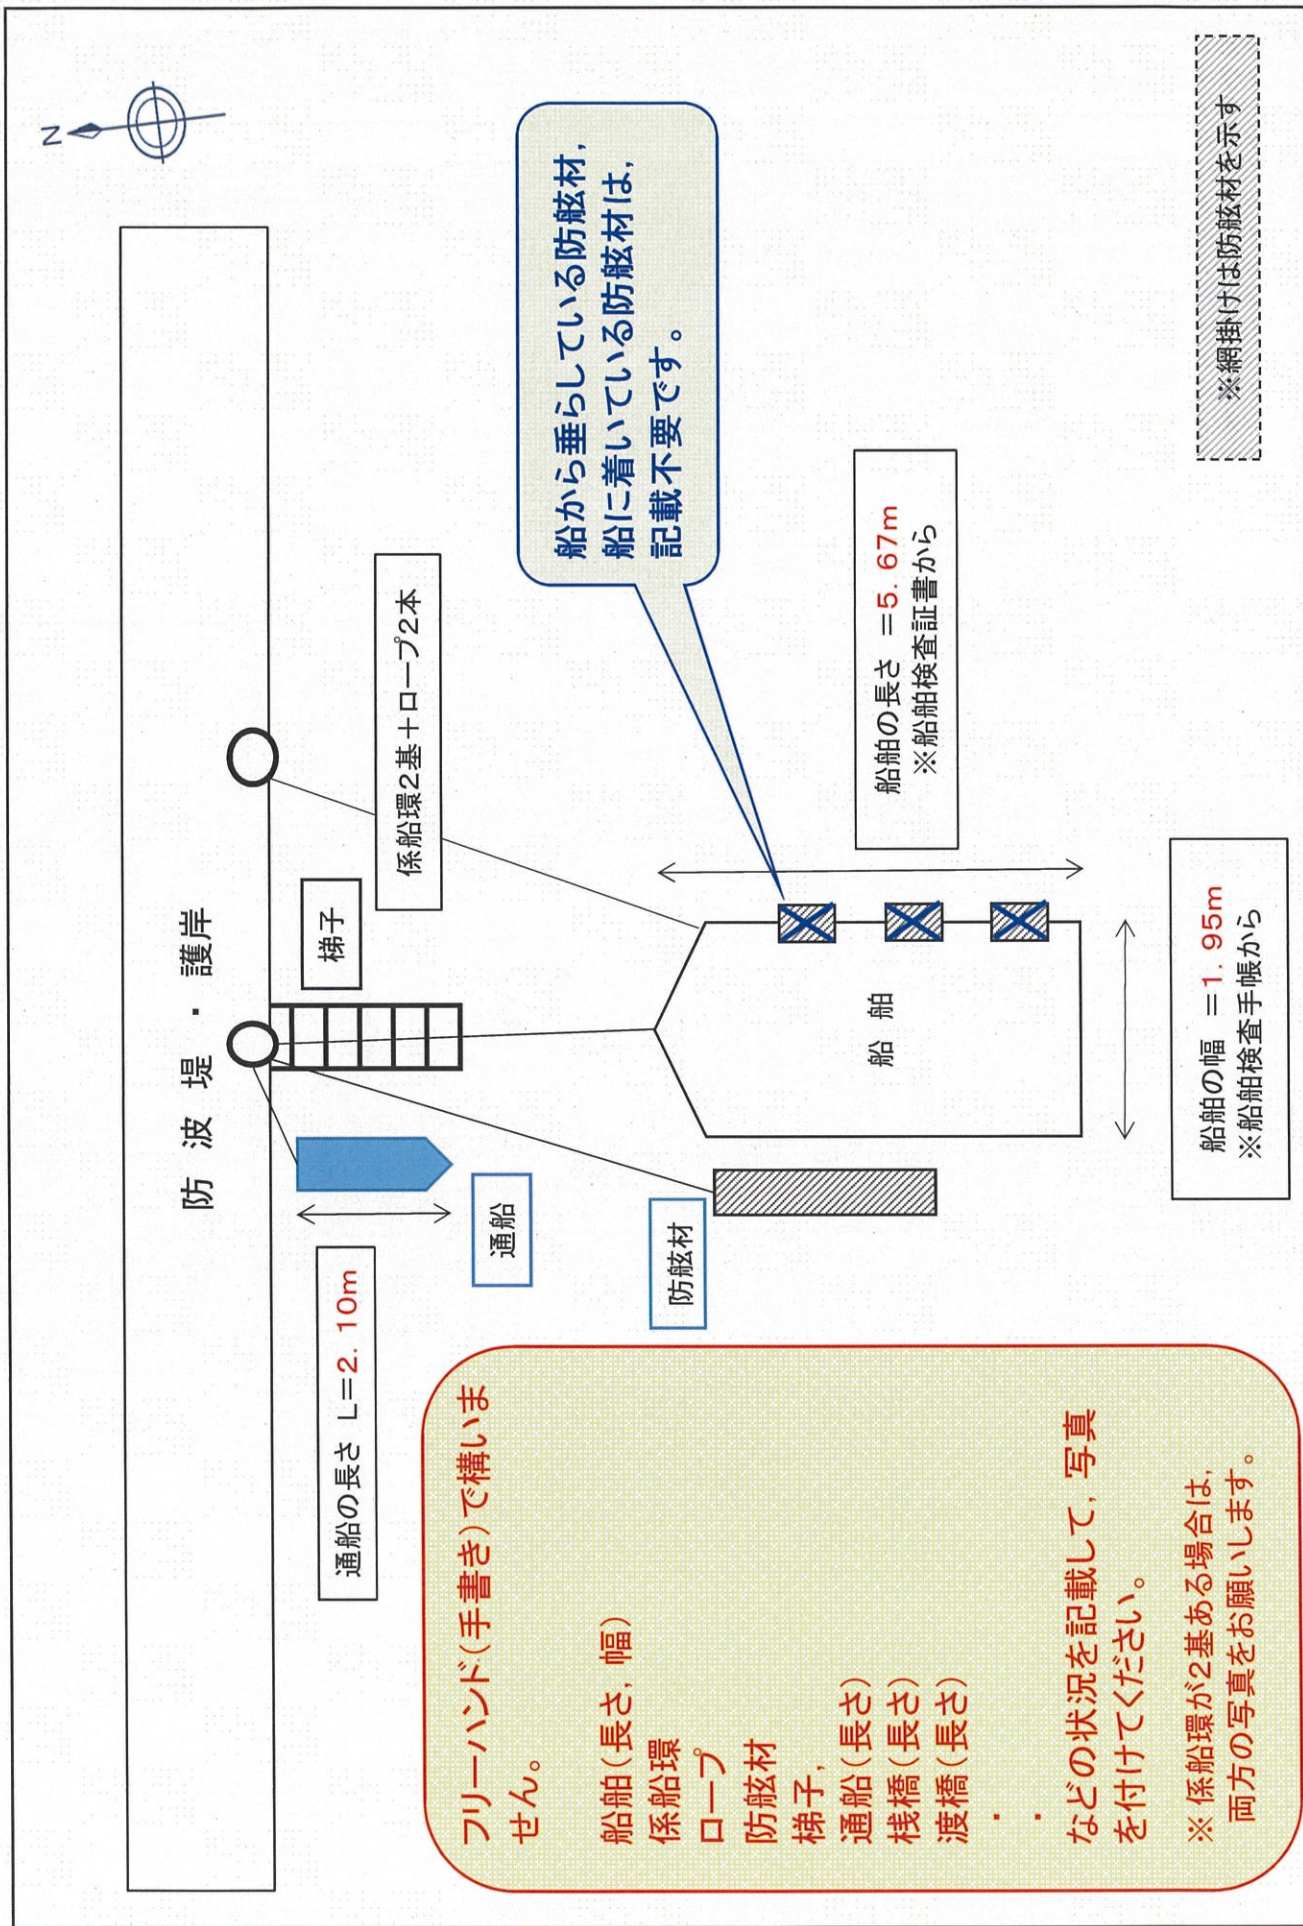 N
防 波 堤 ・ 護岸
梯子
係船環2基＋ロープ2本
船から垂らしている防舷材，
船に着いている防舷材は，
記載不要です。
通船の長さ L＝2．10m
通船
防舷材
船 舶
船舶の長さ ＝5．67m
※船舶検査証書から
船舶の幅 ＝1．95m
※船舶検査手帳から
※網掛けは防舷材を示す
フリーハンド（手書き）で構いま
せん。
船舶（長さ，幅）
係船環
ロープ
防舷材
梯子，
通船（長さ）
桟橋（長さ）
渡橋（長さ）
・
・
などの状況を記載して，写真
を付けてください。
※ 係船環が2基ある場合は，
両方の写真をお願いします。